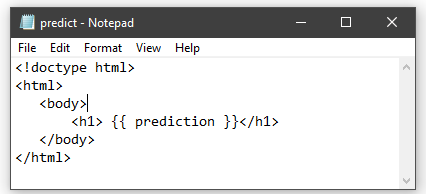 predict - Notepad
File Edit Format View Help
<!doctype html>
<html>
<body>
<h1> {{ prediction }}</h1>
</body>
</html>